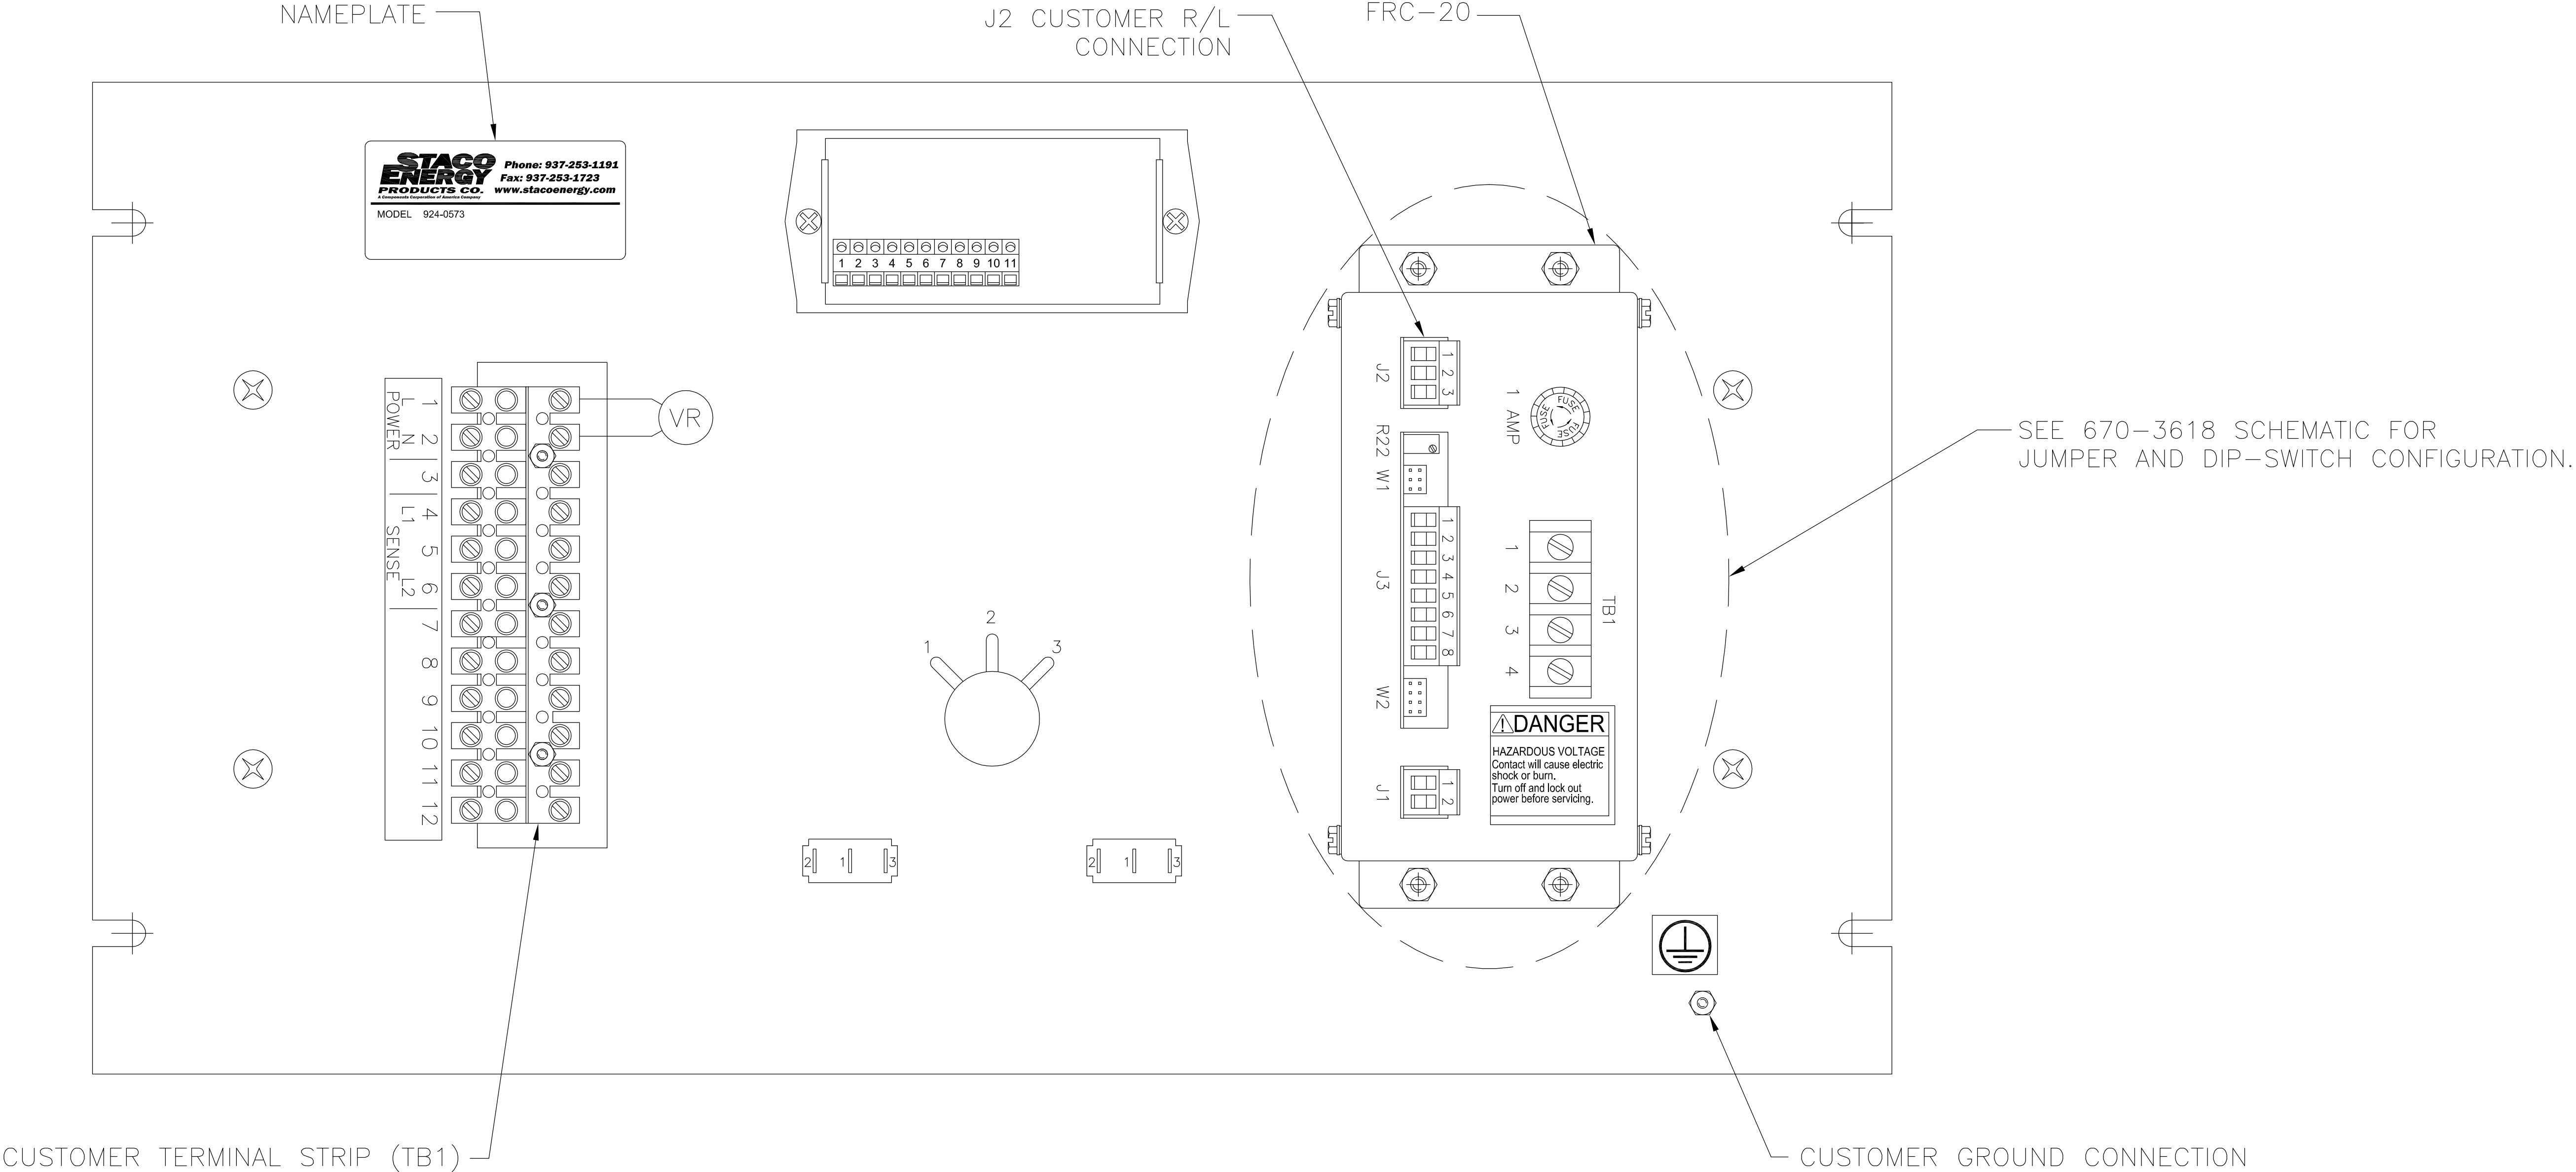 NAMEPLATE
J2 CUSTOMER R/L
CONNECTION
FRC-20
STACO
ENERGY
PRODUCTS CO.
A Components Corporation of America Company
Phone: 937-253-1191
Fax: 937-253-1723
www.stacoenergy.com
MODEL 924-0573
1 2 3 4 5 6 7 8 9 10 11
POWER
L
N
L1
SENSE
L2
1
2
3
4
5
6
7
8
9
10
11
12
VR
1
2
3
2 1 3
2 1 3
J2
1
2
3
1 AMP
FUSE
FUSE
FUSE
R22
W1
J3
1
2
3
4
5
6
7
8
W2
J1
1
2
1
2
3
4
TB1
DANGER
HAZARDOUS VOLTAGE
Contact will cause electric
shock or burn.
Turn off and lock out
power before servicing.
SEE 670-3618 SCHEMATIC FOR
JUMPER AND DIP-SWITCH CONFIGURATION.
CUSTOMER TERMINAL STRIP (TB1)
CUSTOMER GROUND CONNECTION